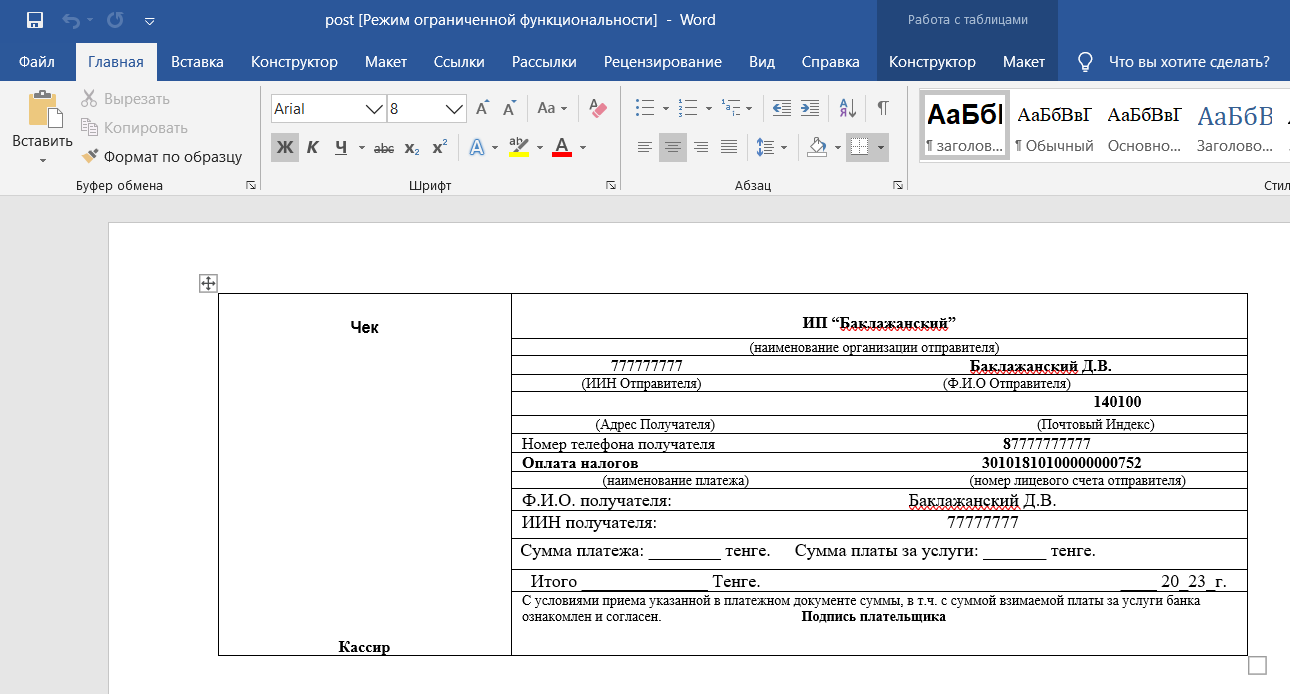 post [Режим ограниченной функциональности] - Word
Работа с таблицами
Файл Главная Вставка Конструктор Макет Ссылки Рассылки Рецензирование Вид Справка Конструктор Макет Что вы хотите сделать?
Вставить
Вырезать
Копировать
Формат по образцу
Буфер обмена
Arial 8
Aa
Ж К Ч abc x₂ x² A aby A
Шрифт
Абзац
АаБбІ АаБбВвГ АаБбВвГ АаБбВ
¶ заголов... ¶ Обычный Основно... Заголово...
Стил
Чек
ИП “Баклажанский”
(наименование организации отправителя)
777777777 Баклажанский Д.В.
(ИИН Отправителя) (Ф.И.О Отправителя)
140100
(Адрес Получателя) (Почтовый Индекс)
Номер телефона получателя 87777777777
Оплата налогов 30101810100000000752
(наименование платежа) (номер лицевого счета отправителя)
Ф.И.О. получателя: Баклажанский Д.В.
ИИН получателя: 77777777
Сумма платежа: ________ тенге. Сумма платы за услуги: _______ тенге.
Итого ______________ Тенге. ____ 20_23_г.
С условиями приема указанной в платежном документе суммы, в т.ч. с суммой взимаемой платы за услуги банка
ознакомлен и согласен. Подпись плательщика
Кассир